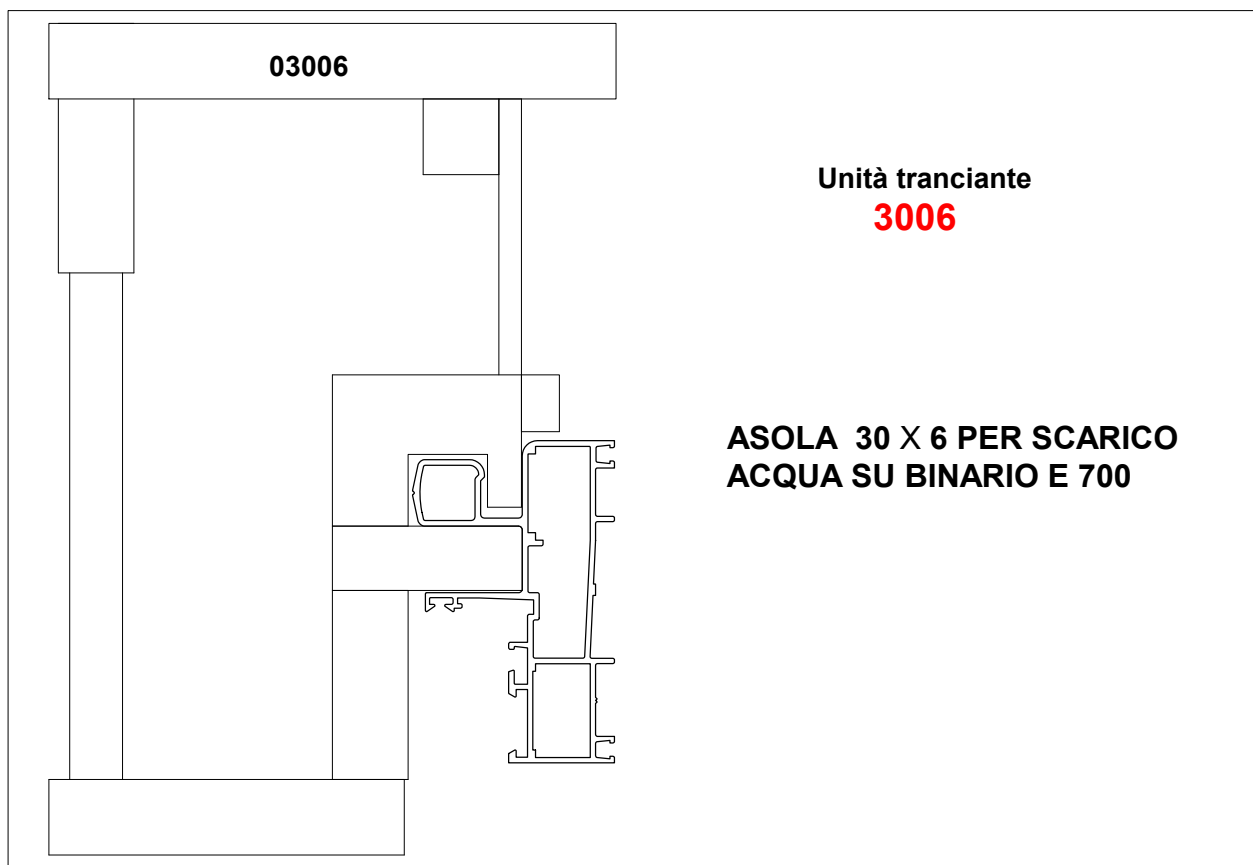 03006
Unità tranciante
3006
ASOLA 30 X 6 PER SCARICO
ACQUA SU BINARIO E 700